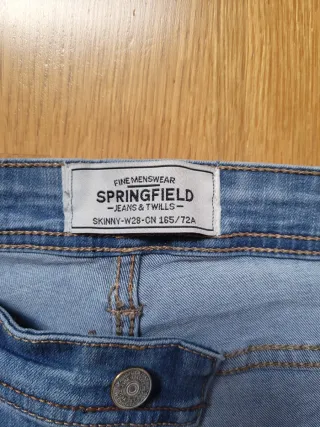 FINE MENSWEAR
SPRINGFIELD
JEANS & TWILLS
SKINNY-W28-CN 165/72A